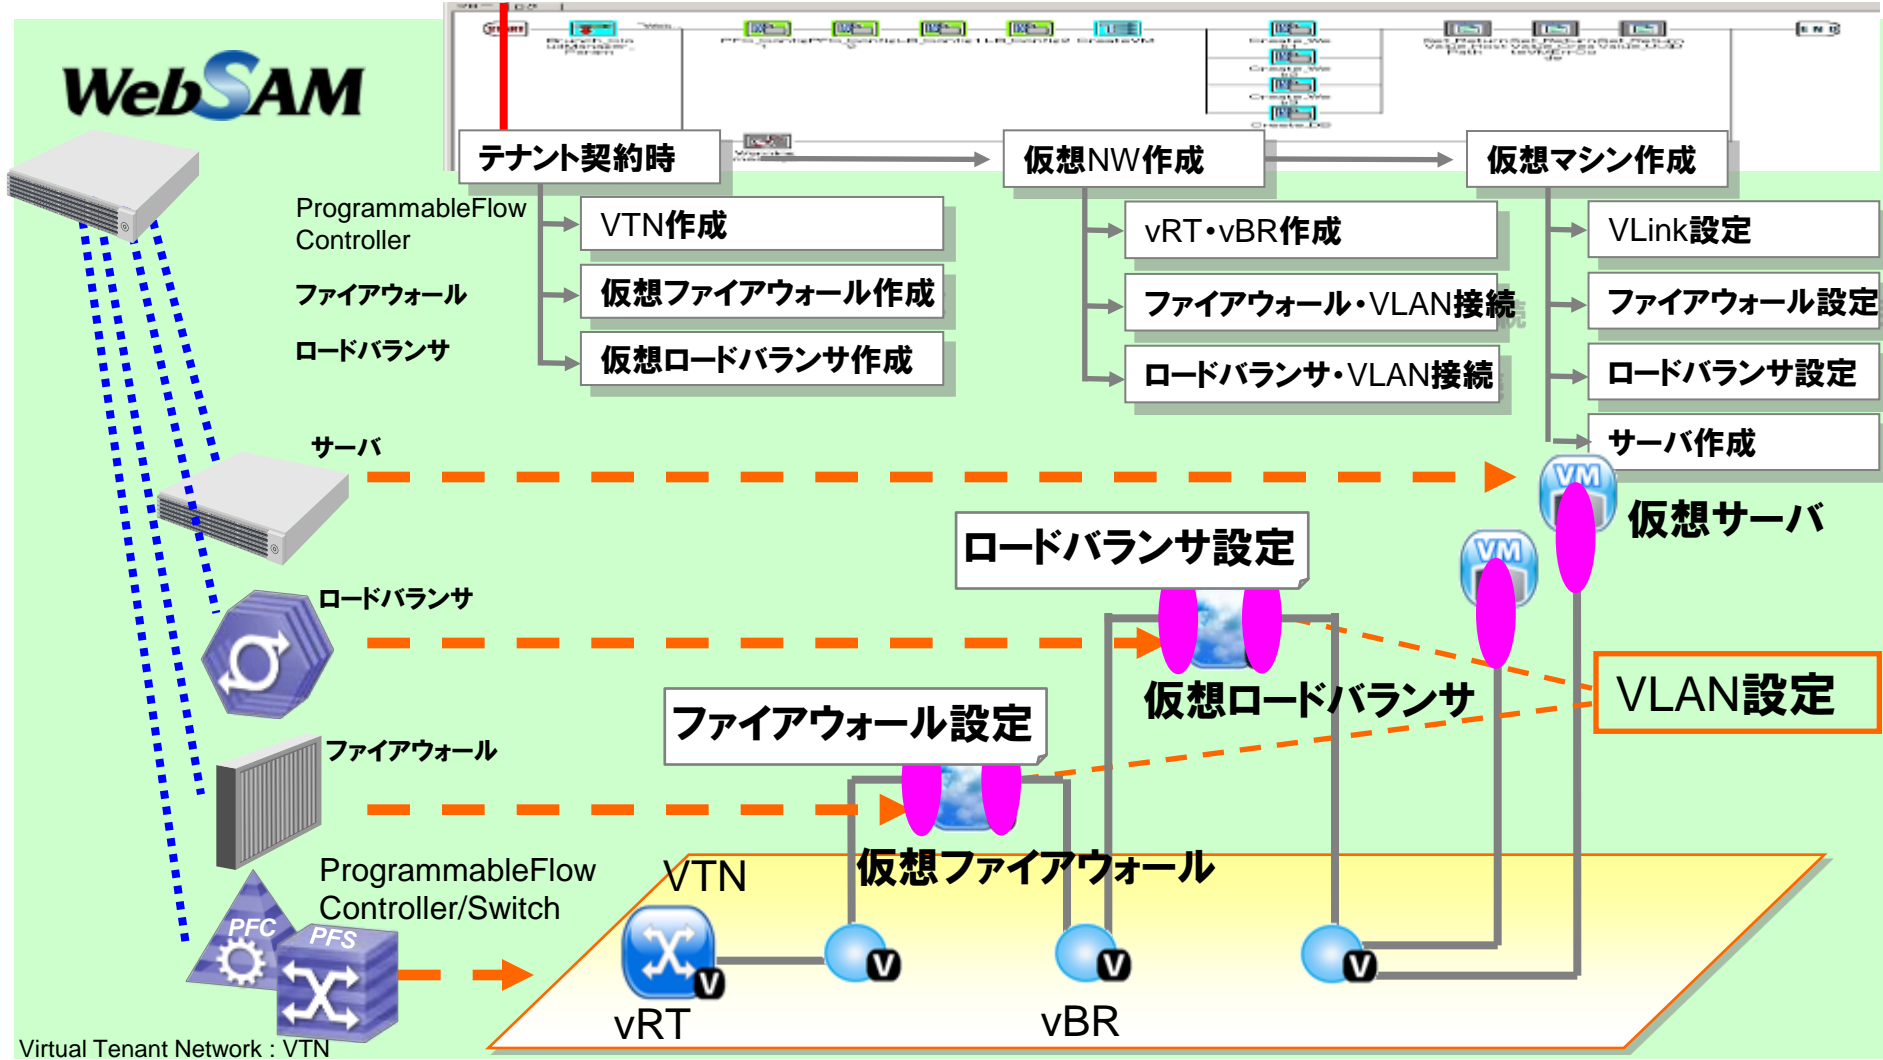 START
END
CreateVM
WebSAM
テナント契約時
仮想NW作成
仮想マシン作成
ProgrammableFlow
Controller
VTN作成
vRT・vBR作成
VLink設定
ファイアウォール
仮想ファイアウォール作成
ファイアウォール・VLAN接続
ファイアウォール設定
ロードバランサ
仮想ロードバランサ作成
ロードバランサ・VLAN接続
ロードバランサ設定
サーバ作成
サーバ
VM
仮想サーバ
ロードバランサ設定
VM
ロードバランサ
仮想ロードバランサ
VLAN設定
ファイアウォール設定
ファイアウォール
仮想ファイアウォール
ProgrammableFlow
Controller/Switch
VTN
PFC
PFS
V
V
V
V
vRT
vBR
Virtual Tenant Network : VTN